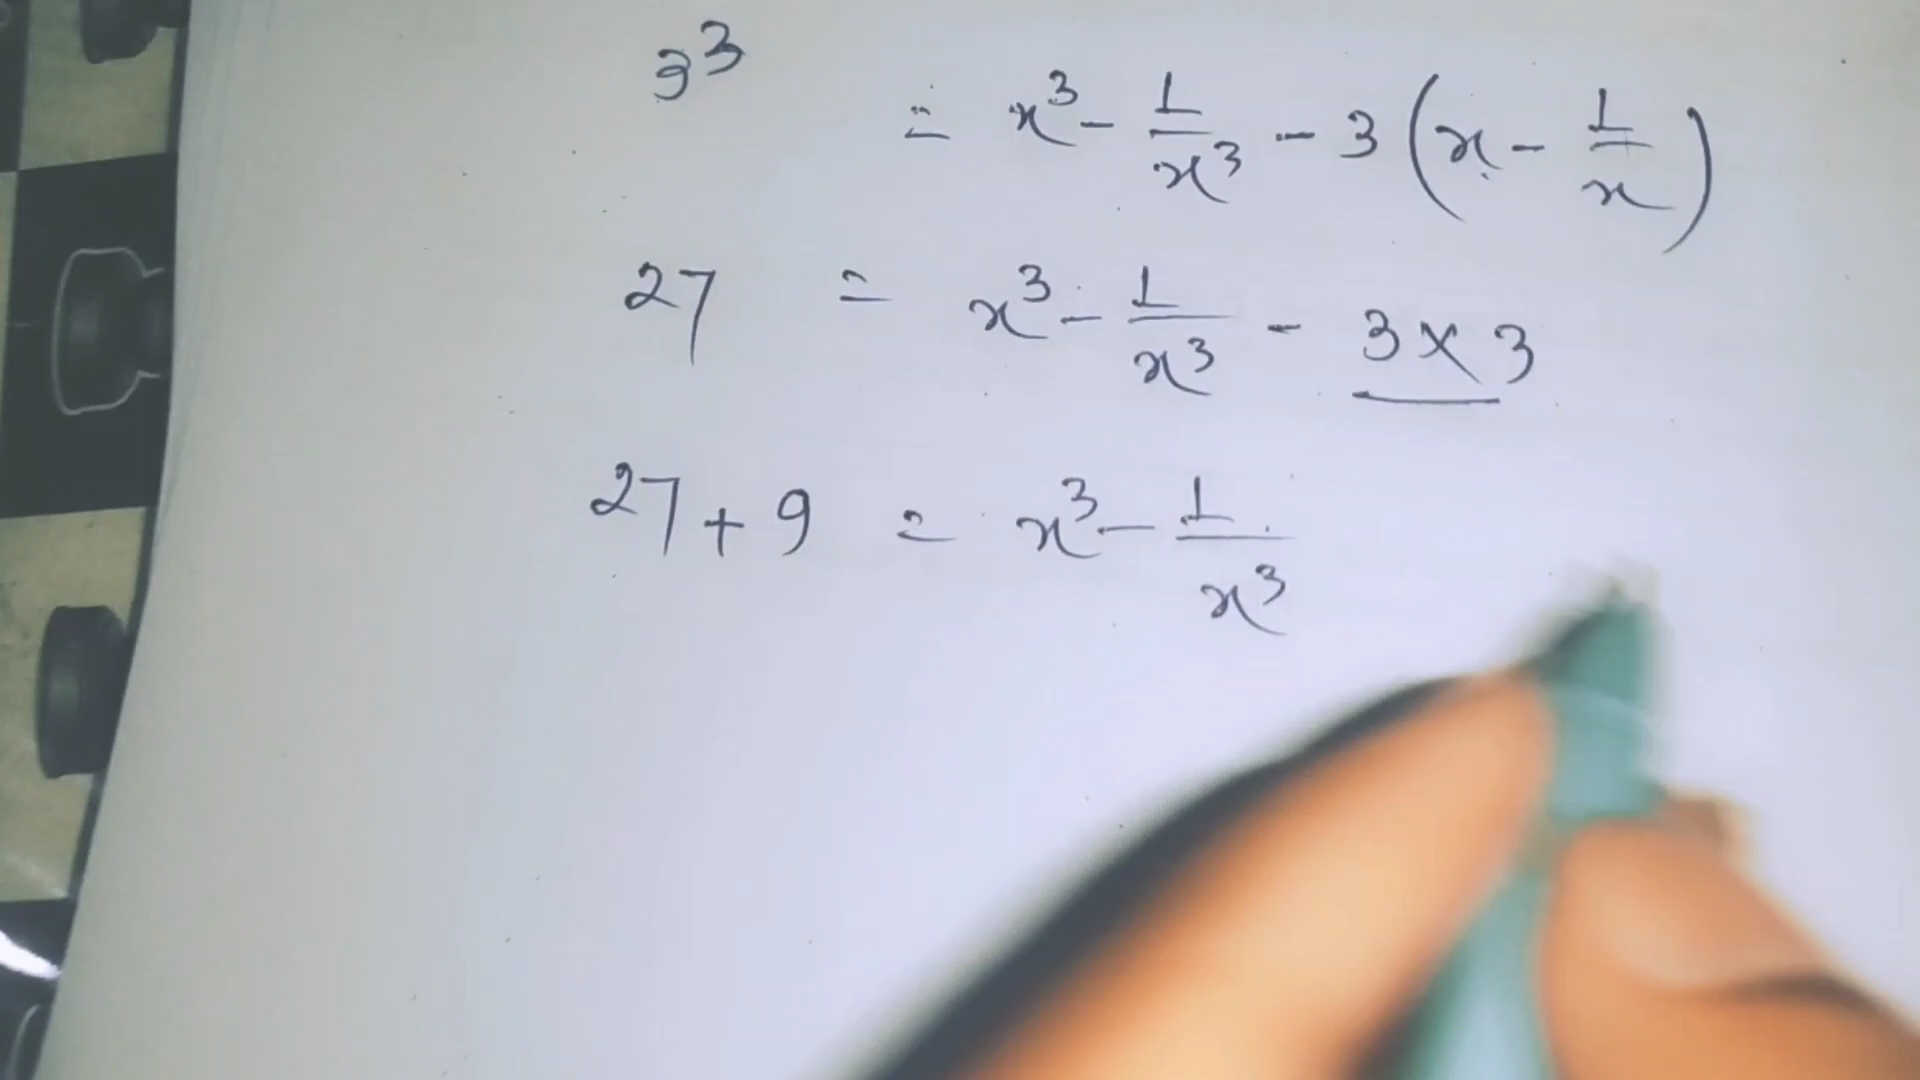 3³ = x³ - 1/x³ - 3(x - 1/x)
27 = x³ - 1/x³ - 3 × 3
27 + 9 = x³ - 1/x³